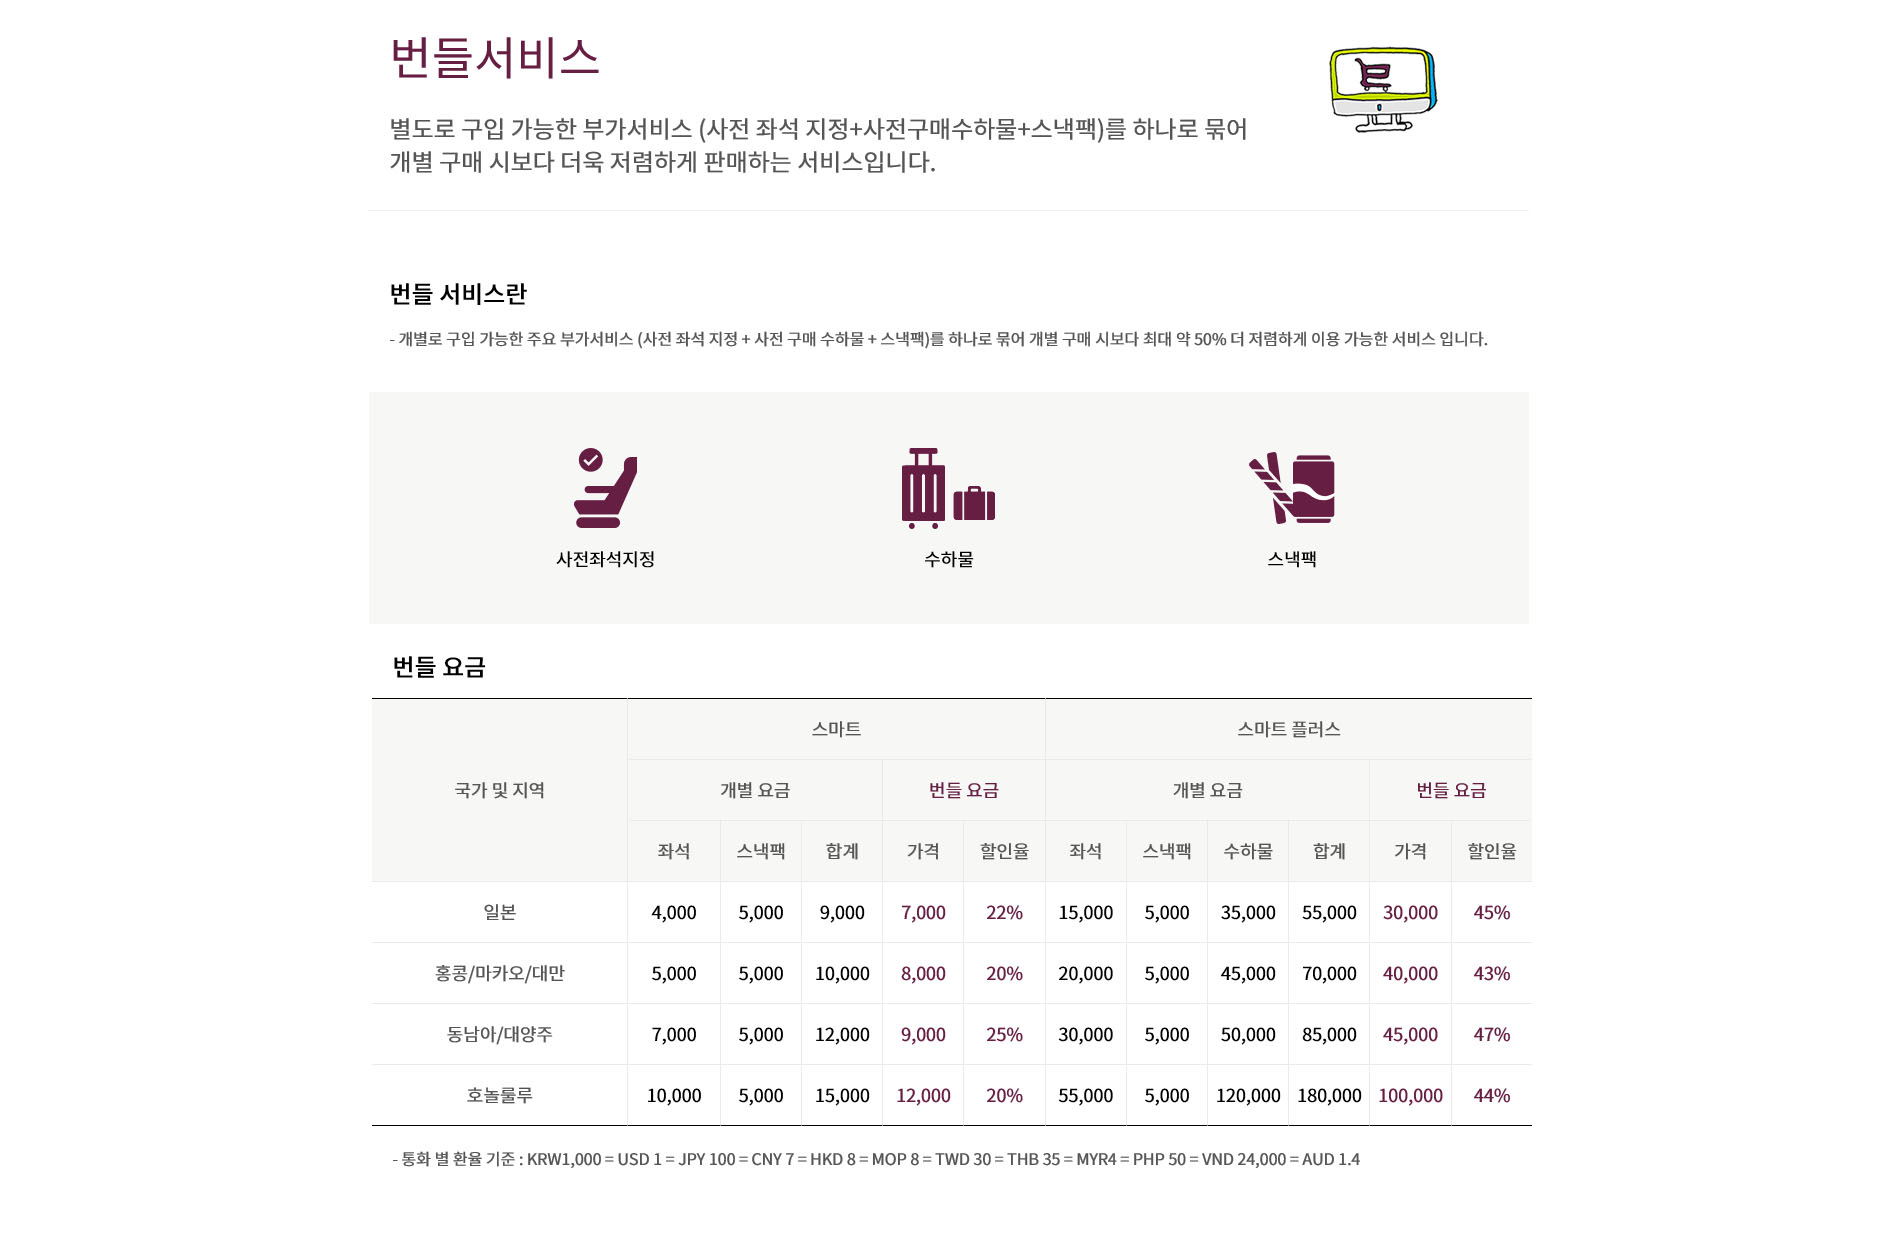 번들서비스
별도로 구입 가능한 부가서비스 (사전 좌석 지정+사전구매수하물+스낵팩)를 하나로 묶어
개별 구매 시보다 더욱 저렴하게 판매하는 서비스입니다.
번들 서비스란
- 개별로 구입 가능한 주요 부가서비스 (사전 좌석 지정 + 사전 구매 수하물 + 스낵팩)를 하나로 묶어 개별 구매 시보다 최대 약 50% 더 저렴하게 이용 가능한 서비스 입니다.
사전좌석지정 수하물 스낵팩
번들 요금
국가 및 지역 스마트 스마트 플러스
개별 요금 번들 요금 개별 요금 번들 요금
좌석 스낵팩 합계 가격 할인율 좌석 스낵팩 수하물 합계 가격 할인율
일본 4,000 5,000 9,000 7,000 22% 15,000 5,000 35,000 55,000 30,000 45%
홍콩/마카오/대만 5,000 5,000 10,000 8,000 20% 20,000 5,000 45,000 70,000 40,000 43%
동남아/대양주 7,000 5,000 12,000 9,000 25% 30,000 5,000 50,000 85,000 45,000 47%
호놀룰루 10,000 5,000 15,000 12,000 20% 55,000 5,000 120,000 180,000 100,000 44%
- 통화 별 환율 기준 : KRW1,000 = USD 1 = JPY 100 = CNY 7 = HKD 8 = MOP 8 = TWD 30 = THB 35 = MYR4 = PHP 50 = VND 24,000 = AUD 1.4